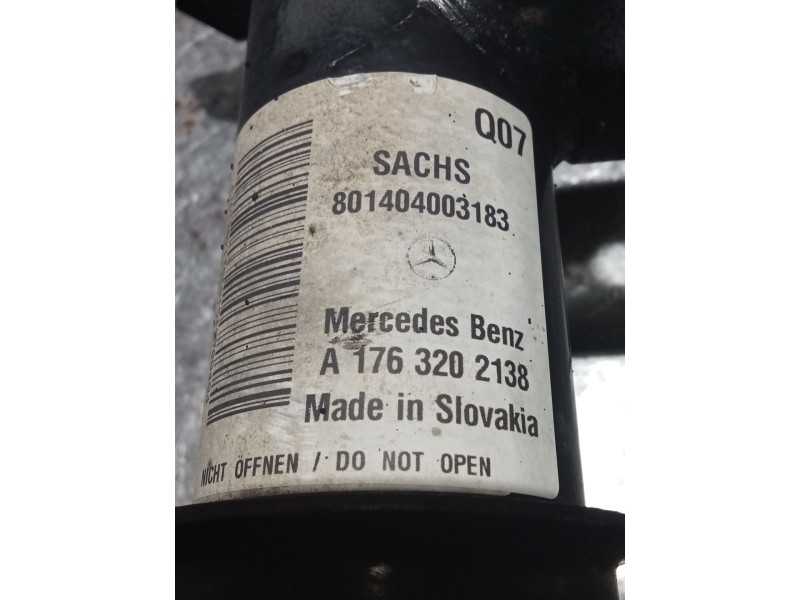 Q07
SACHS
801404003183
Mercedes Benz
A 176 320 2138
Made in Slovakia
NICHT ÖFFNEN / DO NOT OPEN